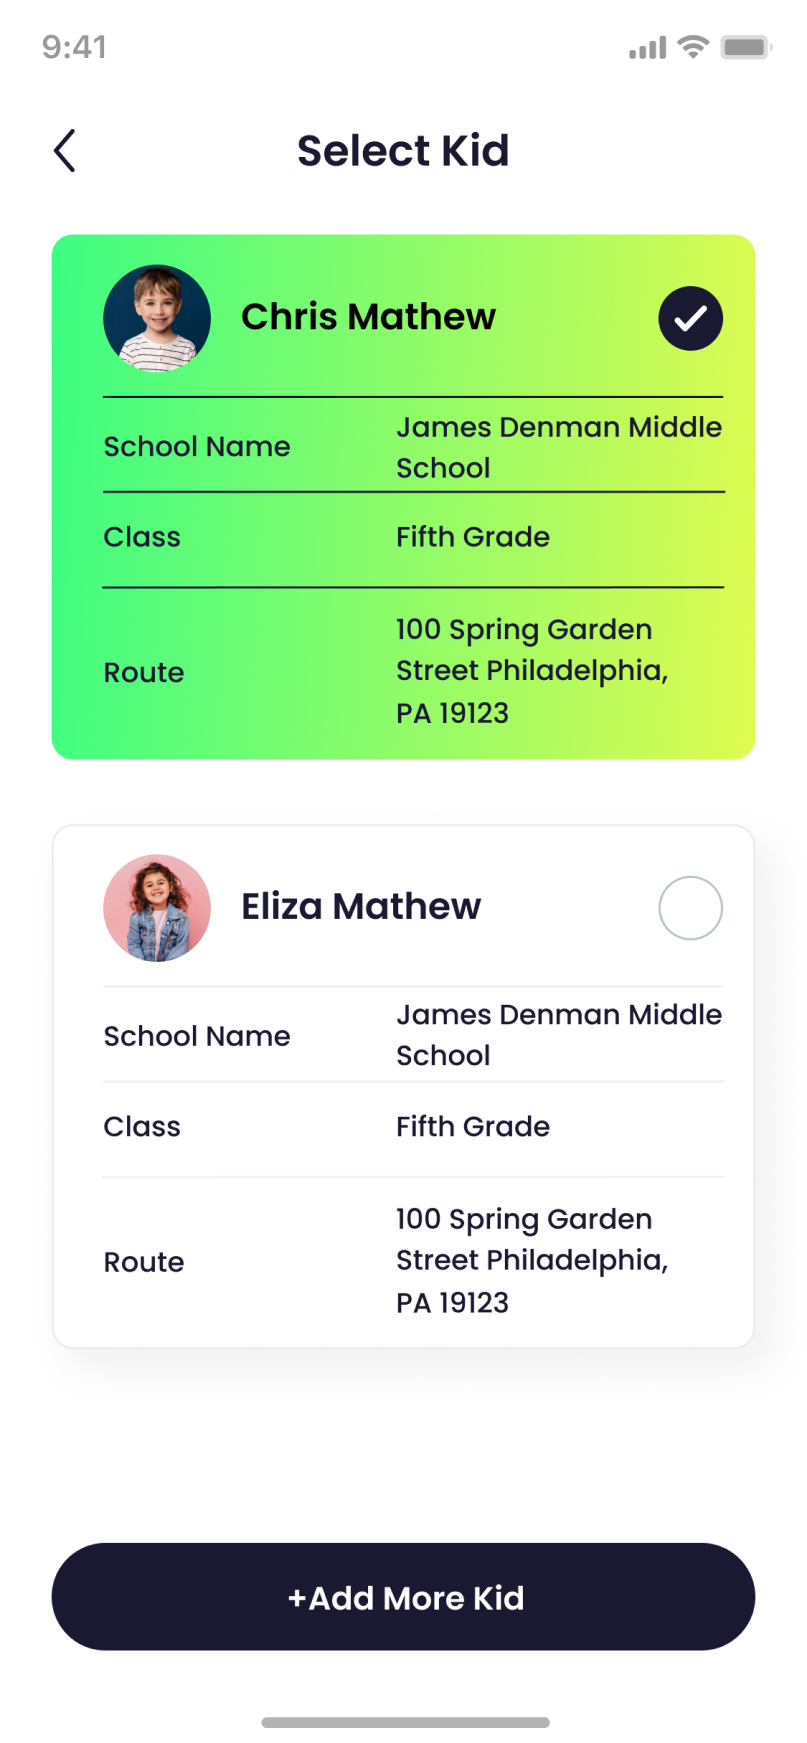 9:41
Select Kid
Chris Mathew
School Name
James Denman Middle
School
Class
Fifth Grade
Route
100 Spring Garden
Street Philadelphia,
PA 19123
Eliza Mathew
School Name
James Denman Middle
School
Class
Fifth Grade
Route
100 Spring Garden
Street Philadelphia,
PA 19123
+Add More Kid